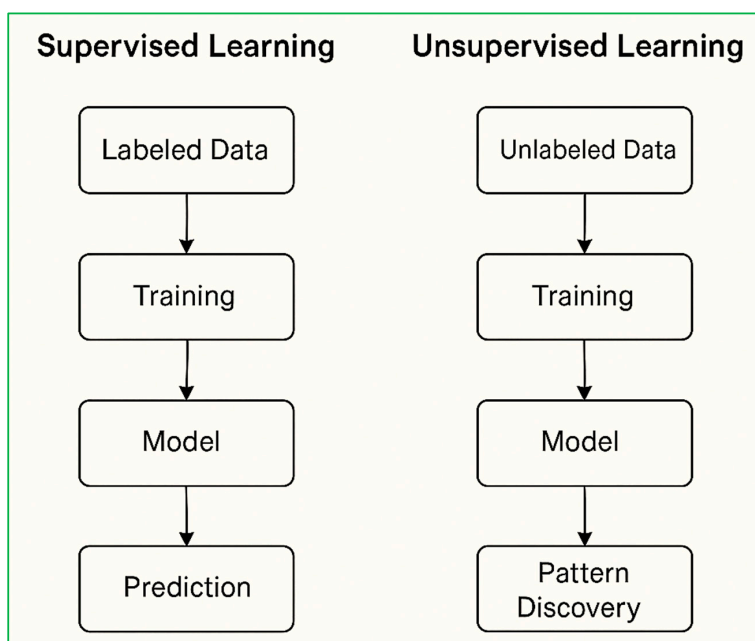 Supervised Learning
Labeled Data
Training
Model
Prediction
Unsupervised Learning
Unlabeled Data
Training
Model
Pattern
Discovery